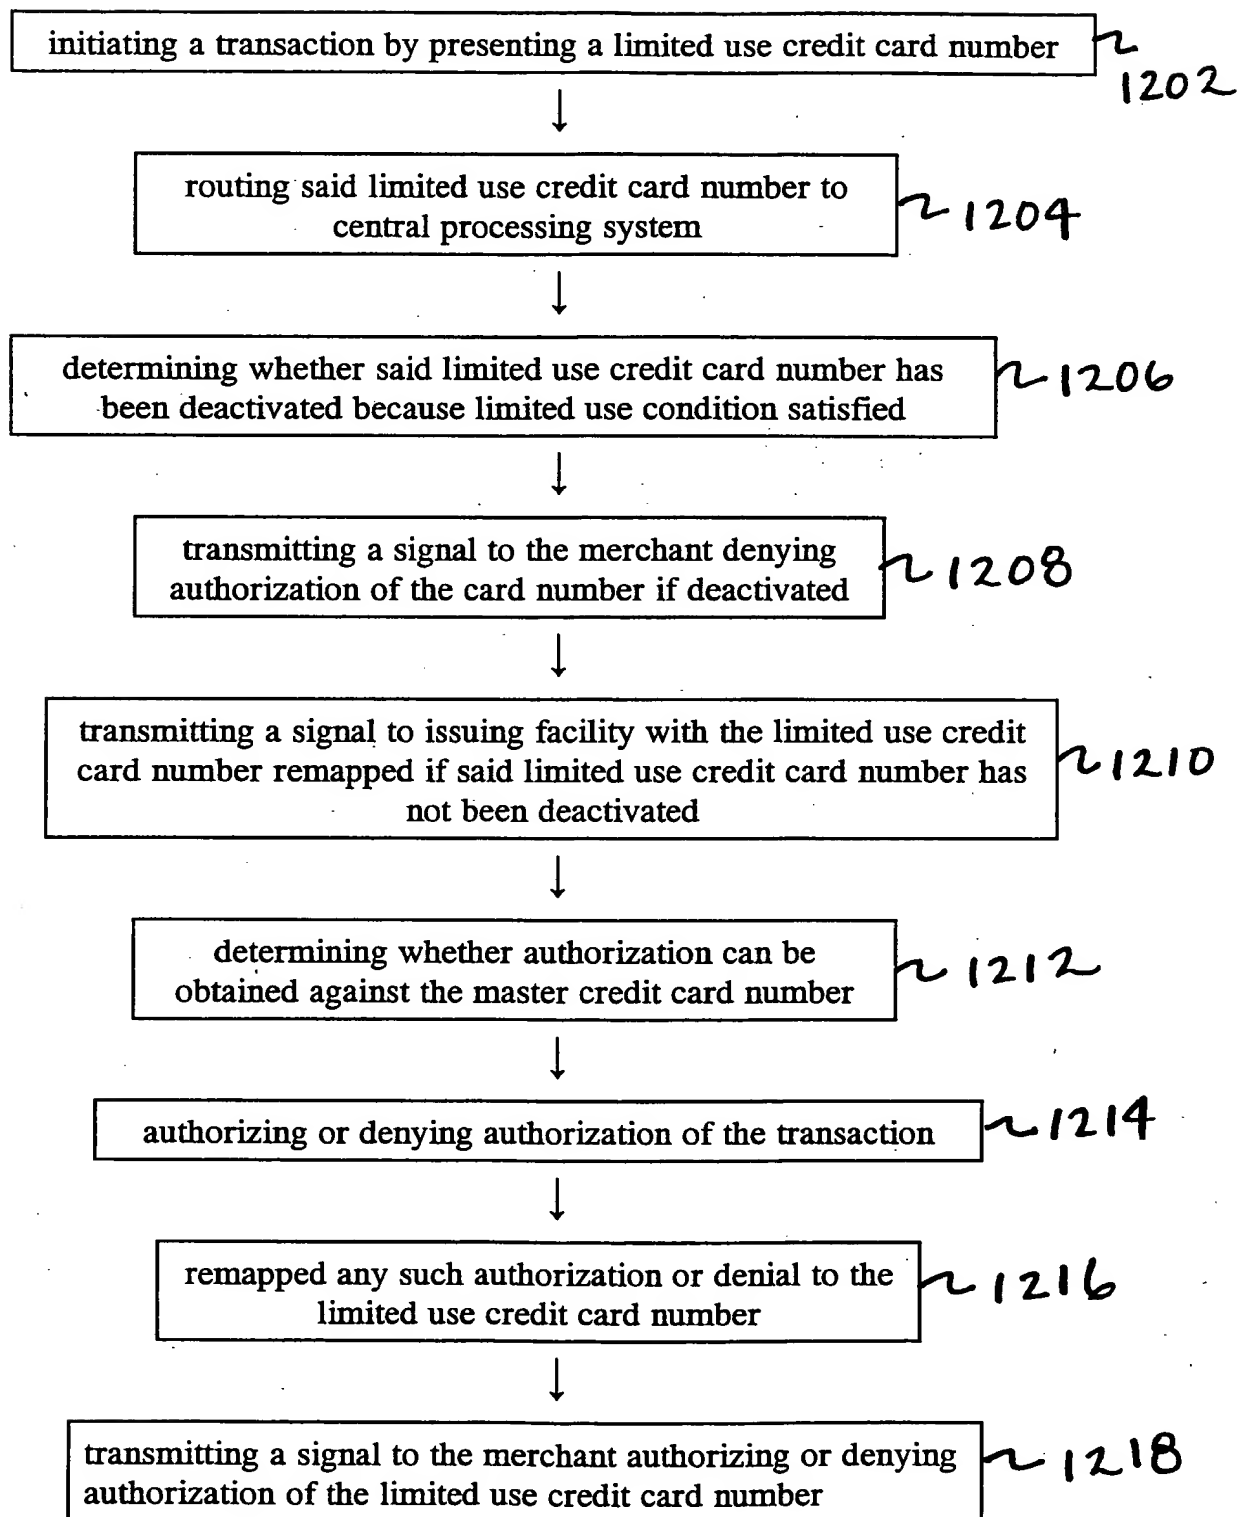 initiating a transaction by presenting a limited use credit card number
1202
routing said limited use credit card number to
central processing system
1204
determining whether said limited use credit card number has
been deactivated because limited use condition satisfied
1206
transmitting a signal to the merchant denying
authorization of the card number if deactivated
1208
transmitting a signal to issuing facility with the limited use credit
card number remapped if said limited use credit card number has
not been deactivated
1210
determining whether authorization can be
obtained against the master credit card number
1212
authorizing or denying authorization of the transaction
1214
remapped any such authorization or denial to the
limited use credit card number
1216
transmitting a signal to the merchant authorizing or denying
authorization of the limited use credit card number
1218